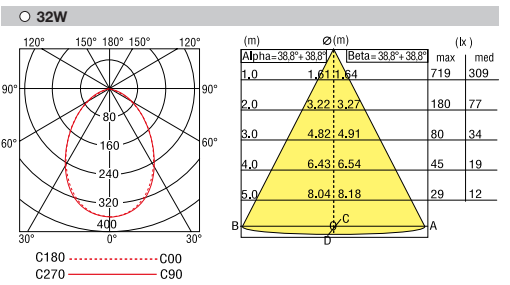 32W
120° 150° 180° 150° 120°
90° 90°
80
60° 160 60°
240
320
400
30° 0° 30°
C180 C00
C270 C90
(m) Ø(m) (lx )
Alpha=38,8°+38,8° Beta=38,8°+38,8° max med
1.0 1.61 1.64 719 309
2.0 3.22 3.27 180 77
3.0 4.82 4.91 80 34
4.0 6.43 6.54 45 19
5.0 8.04 8.18 29 12
B C A
D